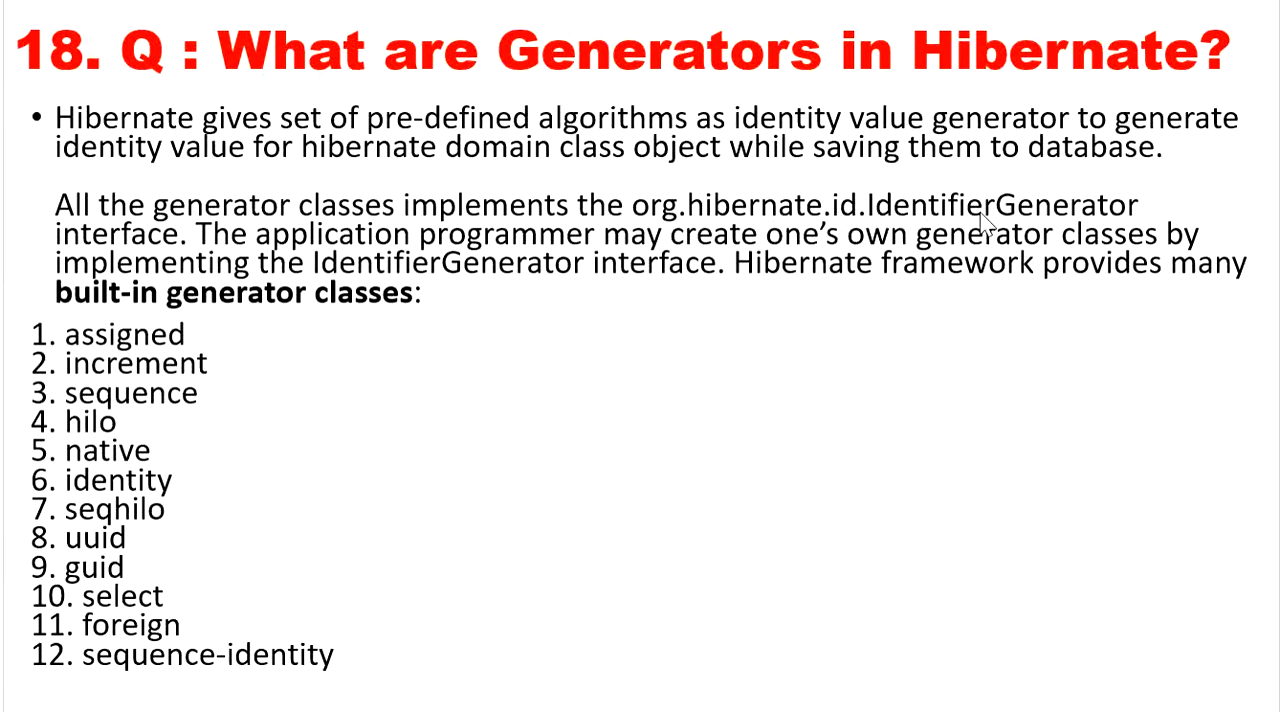 18. Q : What are Generators in Hibernate?
• Hibernate gives set of pre-defined algorithms as identity value generator to generate
identity value for hibernate domain class object while saving them to database.
All the generator classes implements the org.hibernate.id.IdentifierGenerator
interface. The application programmer may create one’s own generator classes by
implementing the IdentifierGenerator interface. Hibernate framework provides many
built-in generator classes:
1. assigned
2. increment
3. sequence
4. hilo
5. native
6. identity
7. seqhilo
8. uuid
9. guid
10. select
11. foreign
12. sequence-identity